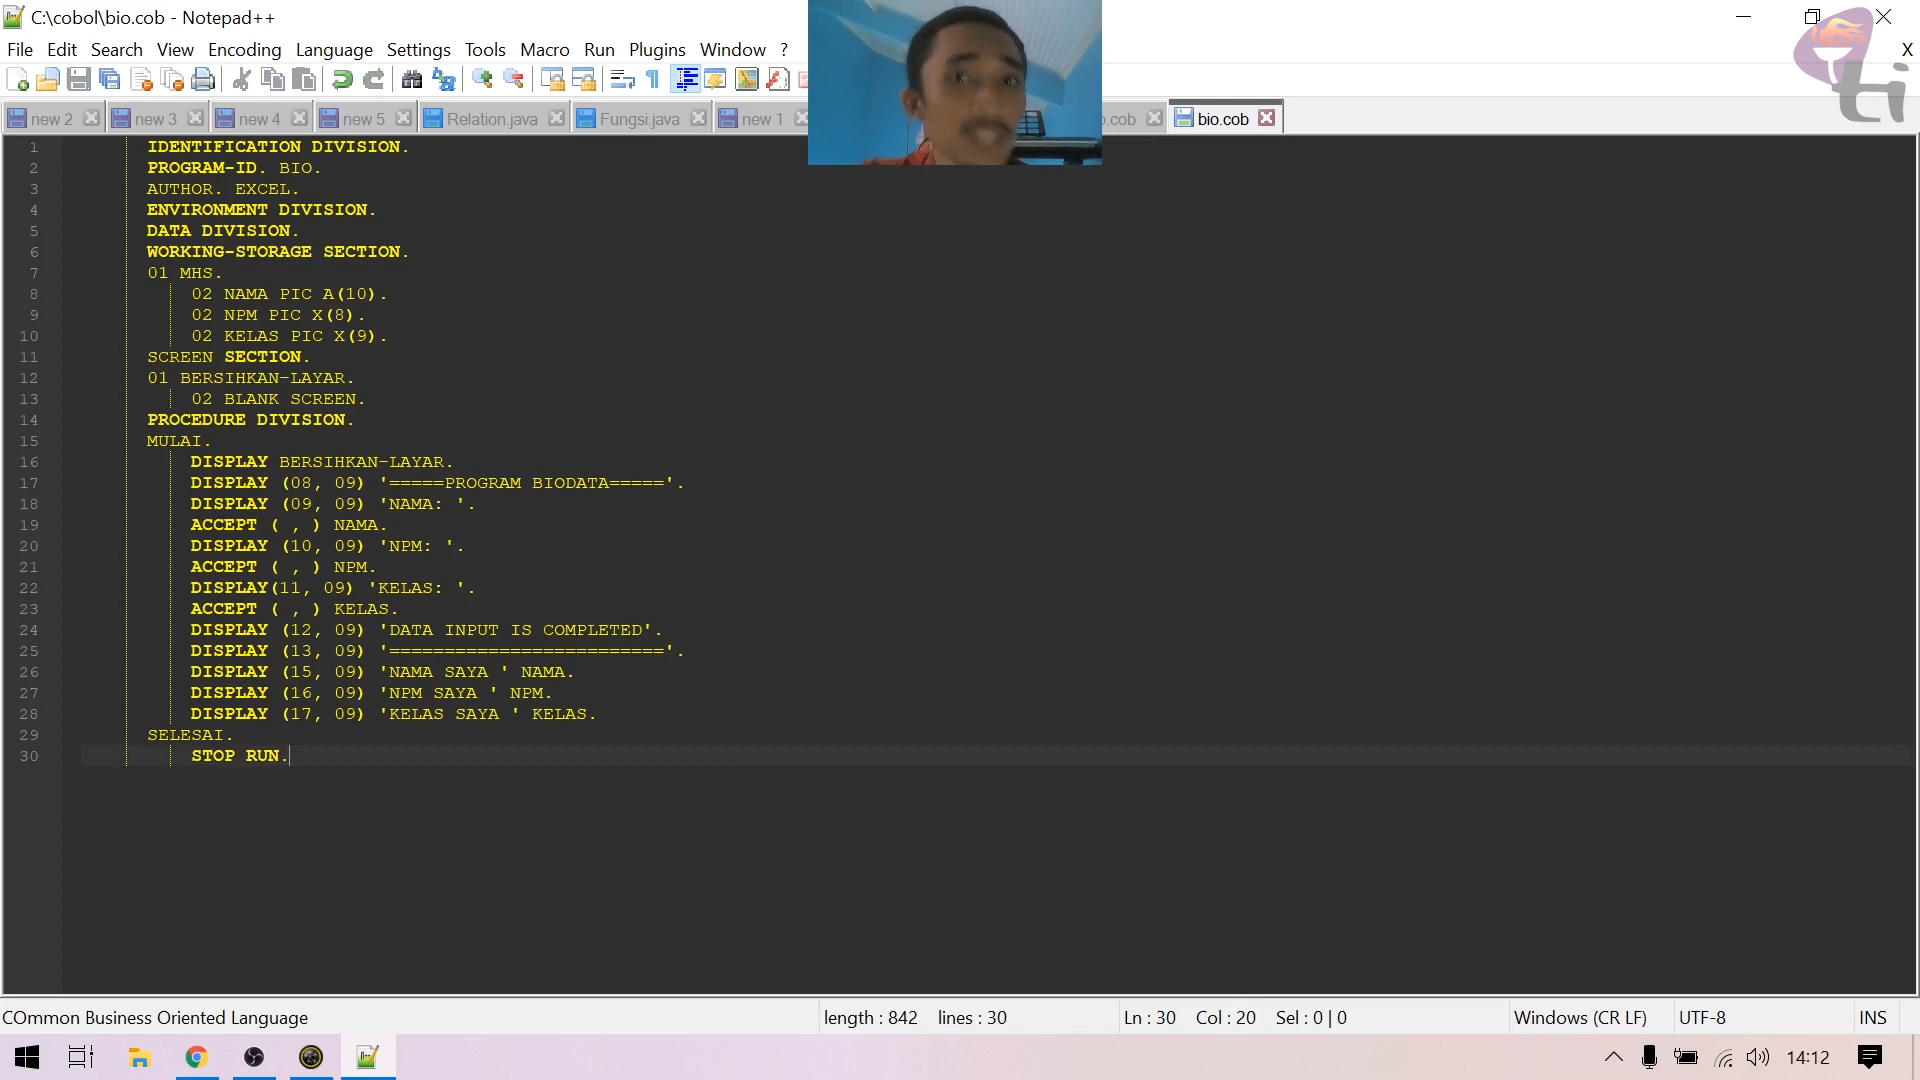 C:\cobol\bio.cob - Notepad++
File Edit Search View Encoding Language Settings Tools Macro Run Plugins Window ?
X
new 2 new 3 new 4 new 5 Relation.java Fungsi.java new 1 .cob bio.cob
ti
1 IDENTIFICATION DIVISION.
2 PROGRAM-ID. BIO.
3 AUTHOR. EXCEL.
4 ENVIRONMENT DIVISION.
5 DATA DIVISION.
6 WORKING-STORAGE SECTION.
7 01 MHS.
8 02 NAMA PIC A(10).
9 02 NPM PIC X(8).
10 02 KELAS PIC X(9).
11 SCREEN SECTION.
12 01 BERSIHKAN-LAYAR.
13 02 BLANK SCREEN.
14 PROCEDURE DIVISION.
15 MULAI.
16 DISPLAY BERSIHKAN-LAYAR.
17 DISPLAY (08, 09) '=====PROGRAM BIODATA====='.
18 DISPLAY (09, 09) 'NAMA: '.
19 ACCEPT ( , ) NAMA.
20 DISPLAY (10, 09) 'NPM: '.
21 ACCEPT ( , ) NPM.
22 DISPLAY(11, 09) 'KELAS: '.
23 ACCEPT ( , ) KELAS.
24 DISPLAY (12, 09) 'DATA INPUT IS COMPLETED'.
25 DISPLAY (13, 09) '========================='.
26 DISPLAY (15, 09) 'NAMA SAYA ' NAMA.
27 DISPLAY (16, 09) 'NPM SAYA ' NPM.
28 DISPLAY (17, 09) 'KELAS SAYA ' KELAS.
29 SELESAI.
30 STOP RUN.
COmmon Business Oriented Language length : 842 lines : 30 Ln : 30 Col : 20 Sel : 0 | 0 Windows (CR LF) UTF-8 INS
14:12